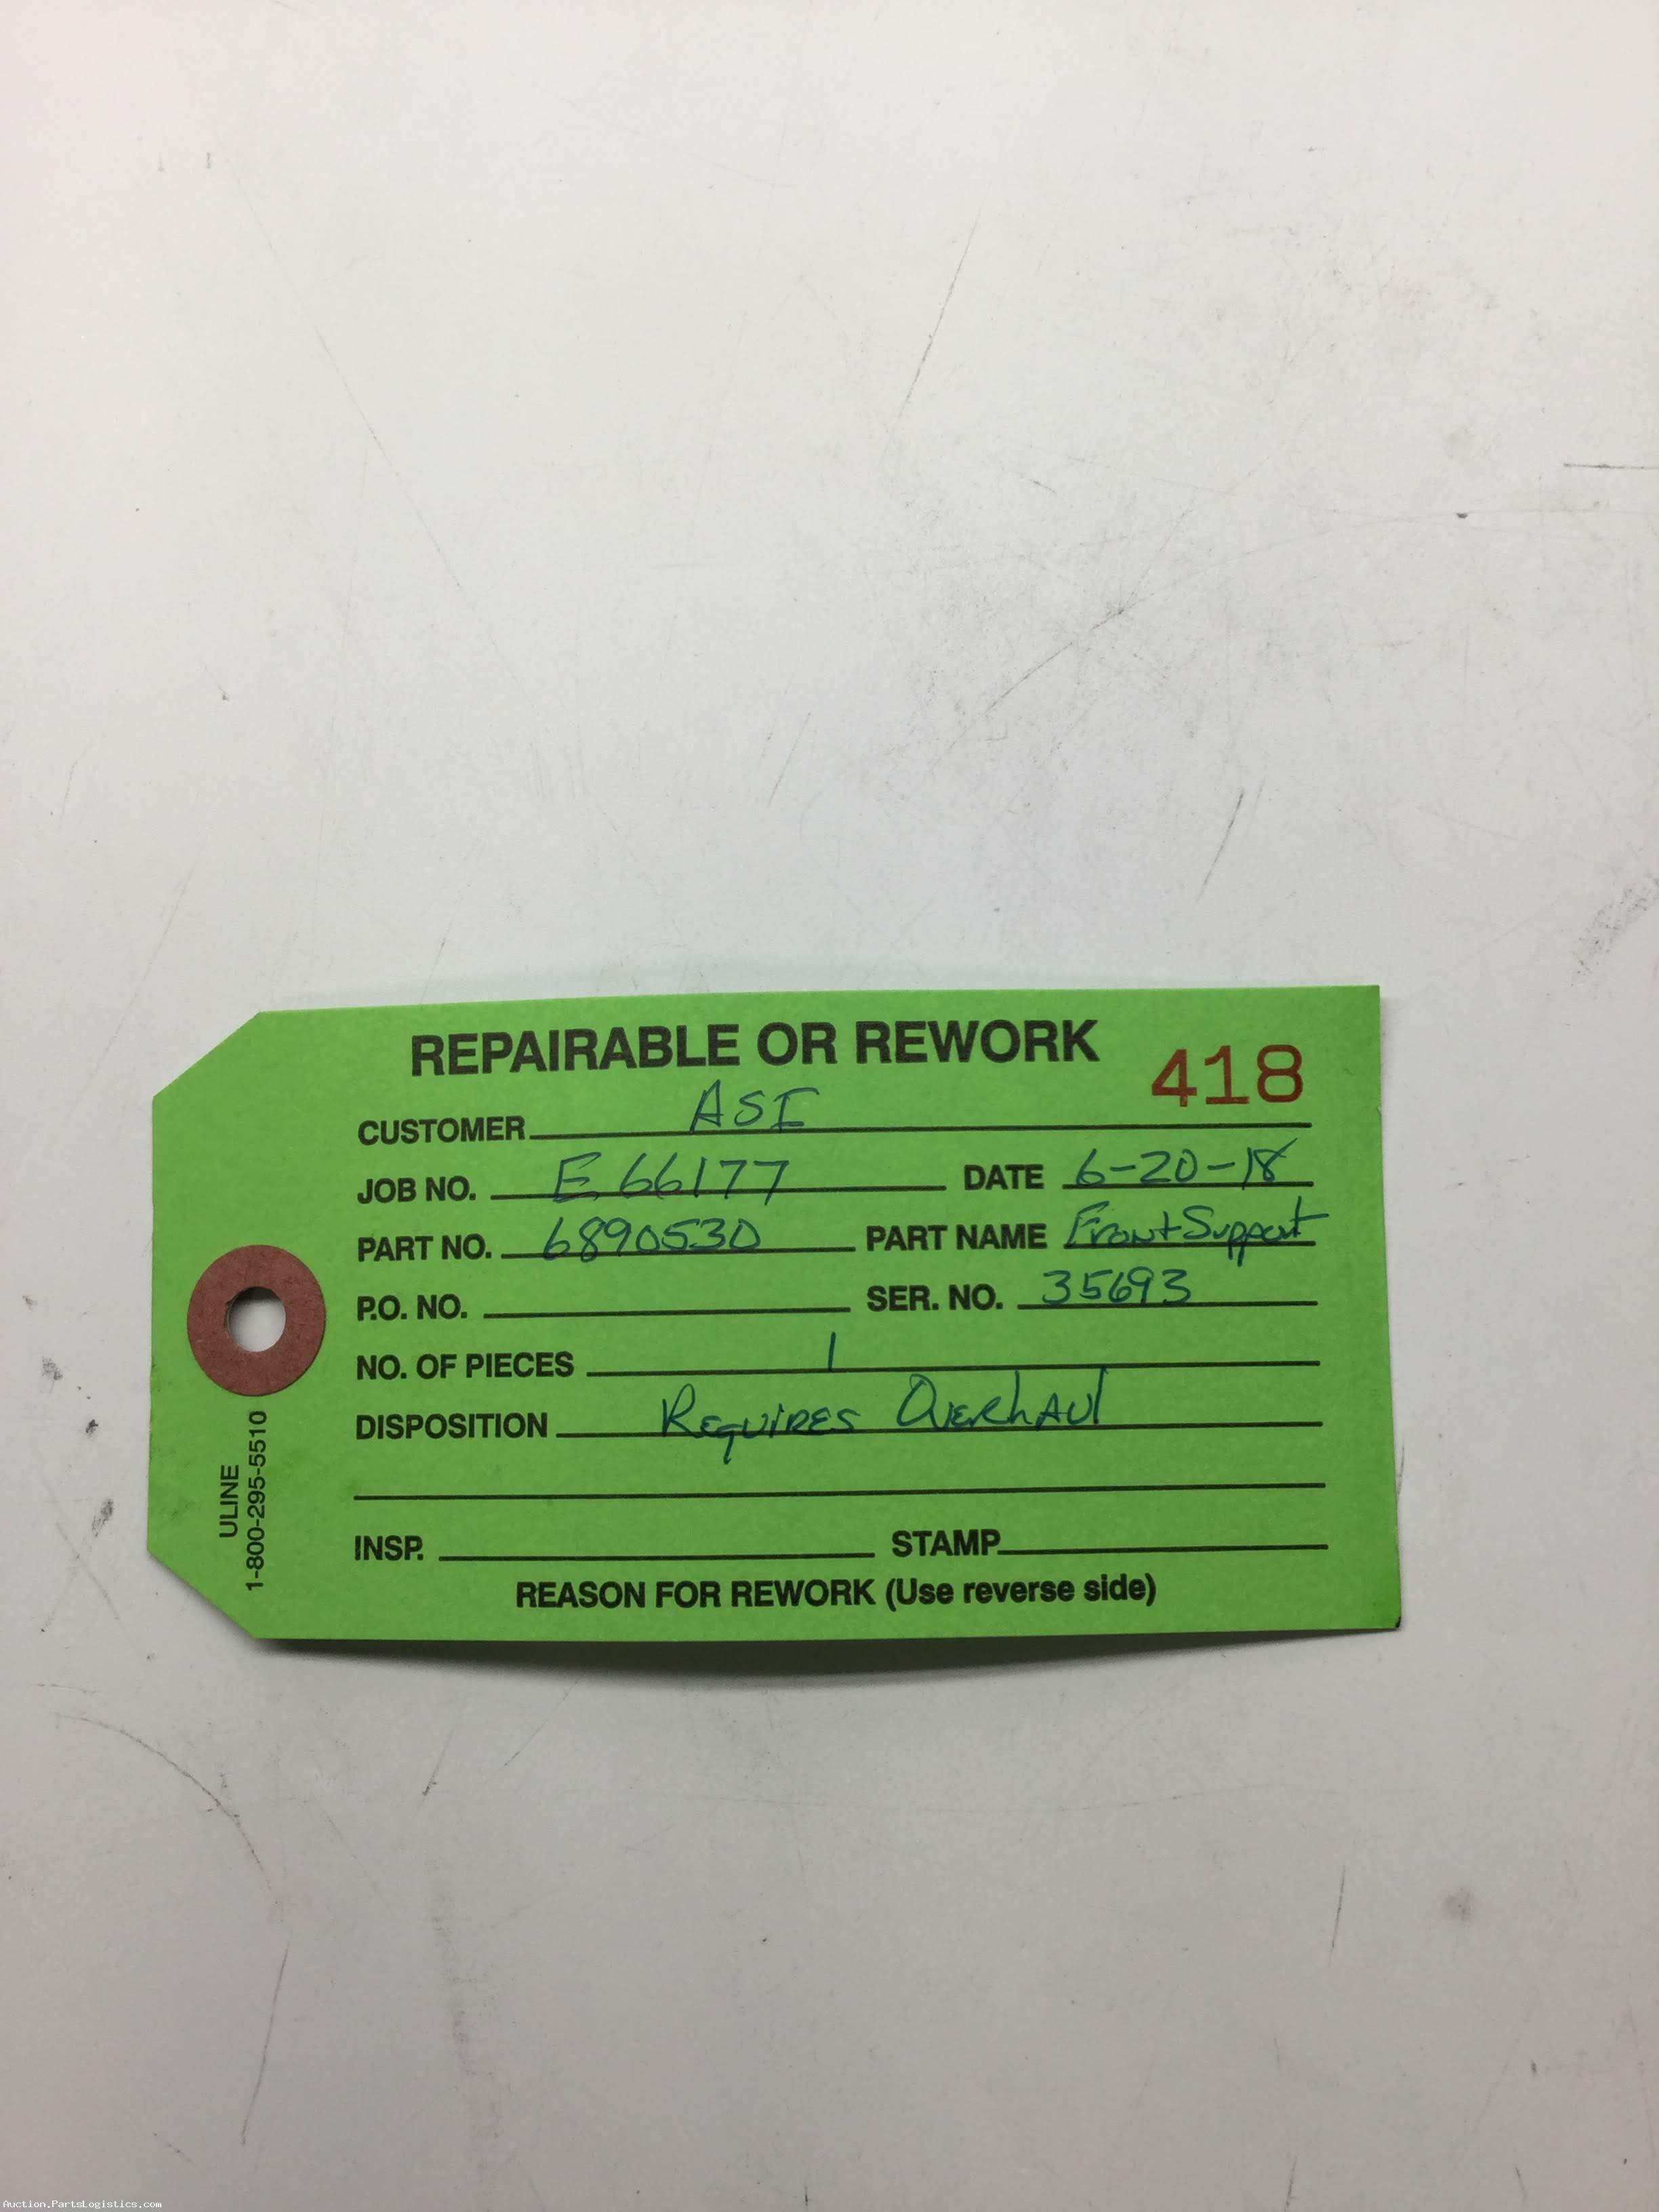 REPAIRABLE OR REWORK
418
CUSTOMER ASI
JOB NO. E66177 DATE 6-20-18
PART NO. 6890530 PART NAME Front Support
P.O. NO. SER. NO. 35693
NO. OF PIECES 1
DISPOSITION REQUIRES OVERHAUl
INSP. STAMP
REASON FOR REWORK (Use reverse side)
ULINE
1-800-295-5510
Auction.PartsLogistics.com